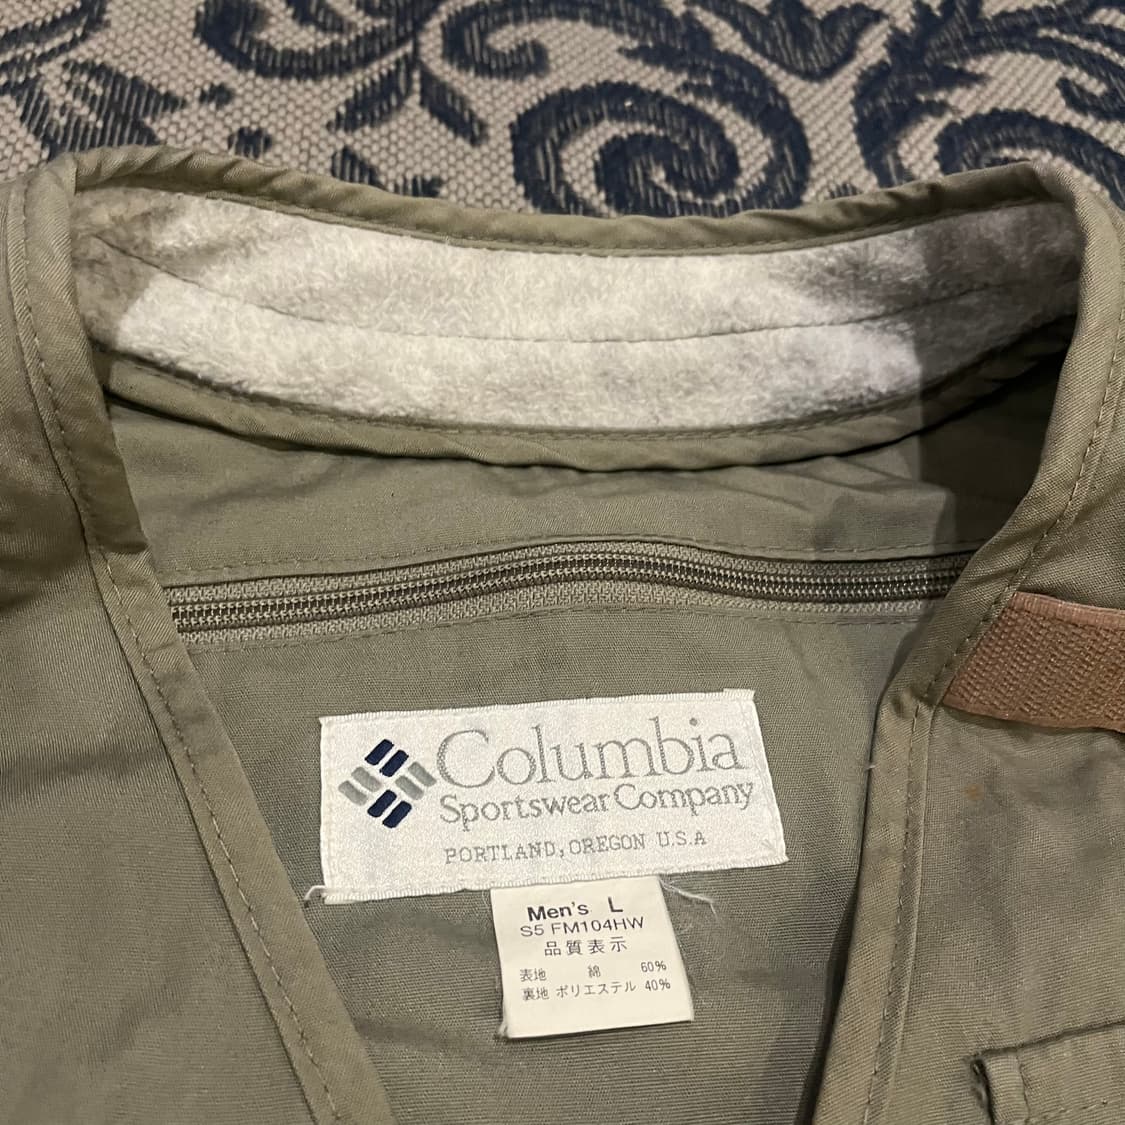 Columbia
Sportswear Company
PORTLAND, OREGON U.S.A
Men's L
S5 FM104HW
品質表示
表地 綿 60%
裏地 ポリエステル 40%